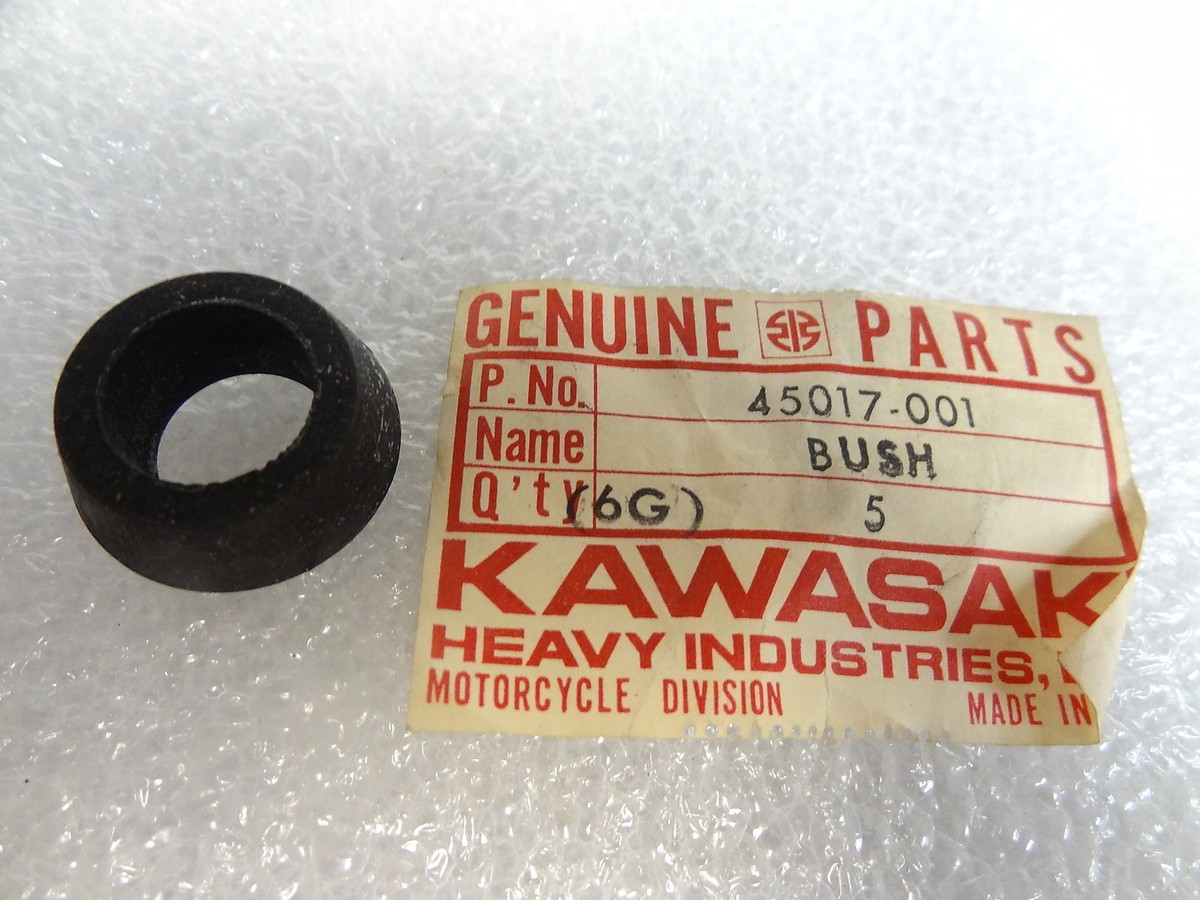 GENUINE PARTS
P. No. 45017-001
Name BUSH
Q'ty (6G) 5
KAWASAK
HEAVY INDUSTRIES,
MOTORCYCLE DIVISION MADE IN